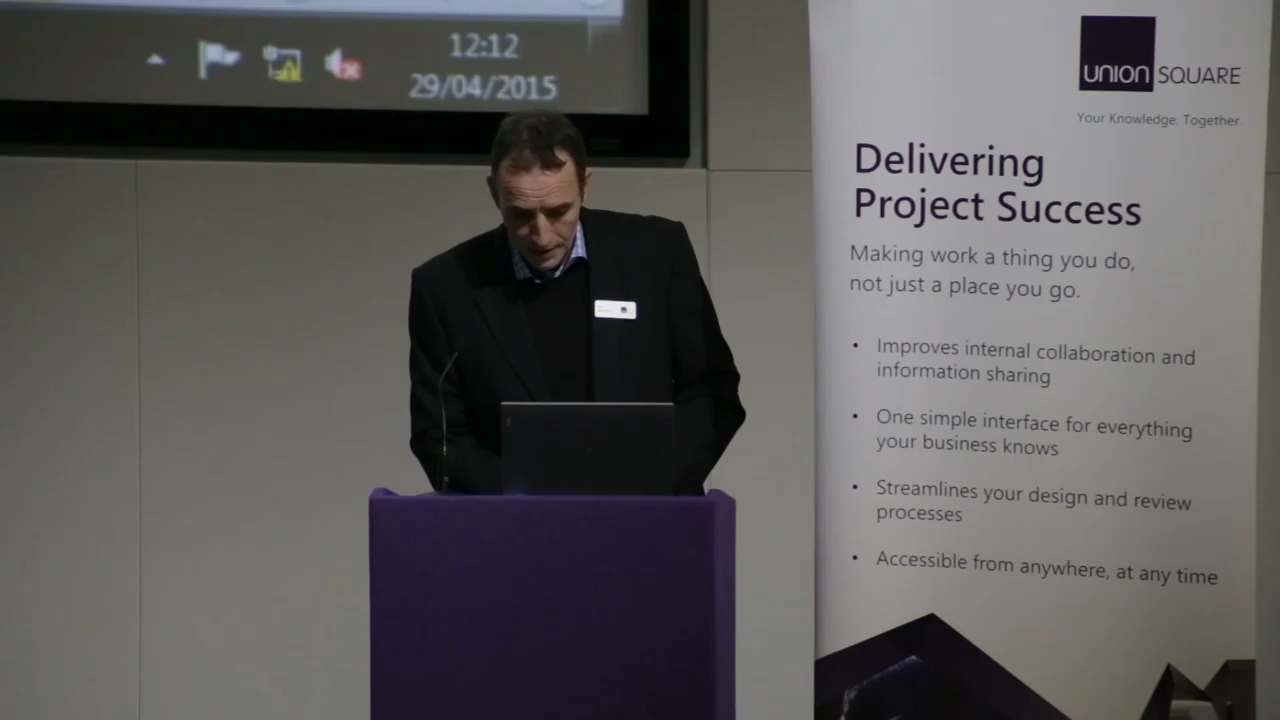 12:12
29/04/2015
UNION SQUARE
Your Knowledge. Together.
Delivering
Project Success
Making work a thing you do,
not just a place you go.
• Improves internal collaboration and
information sharing
• One simple interface for everything
your business knows
• Streamlines your design and review
processes
• Accessible from anywhere, at any time